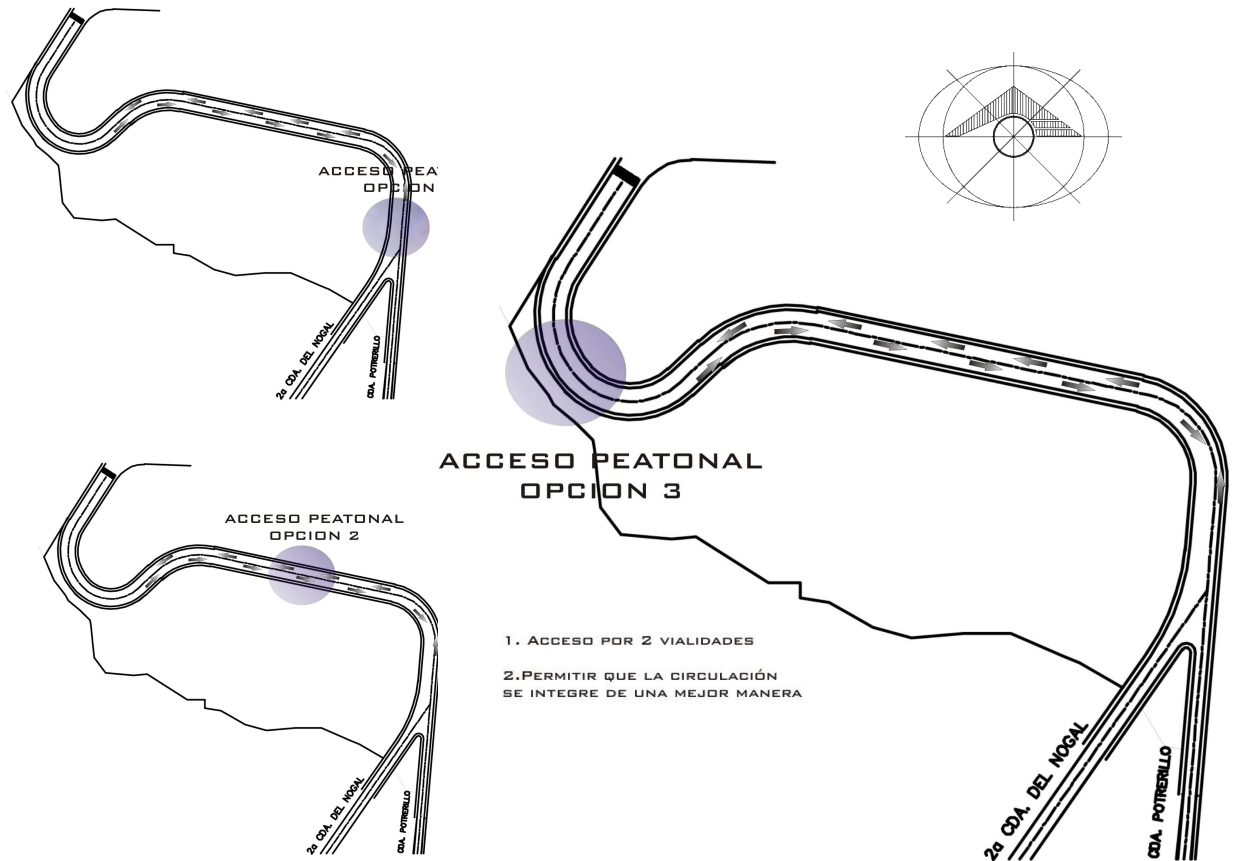 ACCESO PEA
OPCION
2a CDA. DEL NOGAL
CDA. POTRERILLO
ACCESO PEATONAL
OPCION 2
2a CDA. DEL NOGAL
CDA. POTRERILLO
ACCESO PEATONAL
OPCION 3
1. ACCESO POR 2 VIALIDADES
2.PERMITIR QUE LA CIRCULACIÓN
SE INTEGRE DE UNA MEJOR MANERA
2a CDA. DEL NOGAL
CDA. POTRERILLO